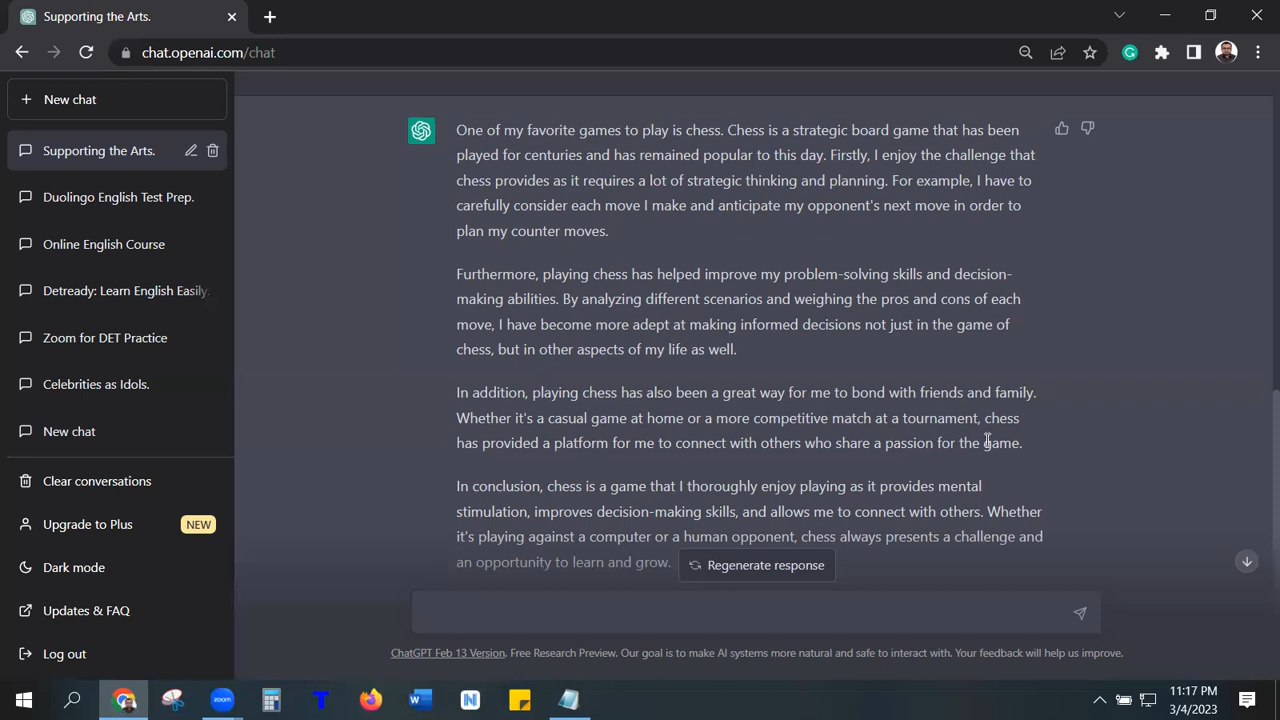 Supporting the Arts.
chat.openai.com/chat
New chat
Supporting the Arts.
Duolingo English Test Prep.
Online English Course
Detready: Learn English Easily.
Zoom for DET Practice
Celebrities as Idols.
New chat
Clear conversations
Upgrade to Plus NEW
Dark mode
Updates & FAQ
Log out
One of my favorite games to play is chess. Chess is a strategic board game that has been
played for centuries and has remained popular to this day. Firstly, I enjoy the challenge that
chess provides as it requires a lot of strategic thinking and planning. For example, I have to
carefully consider each move I make and anticipate my opponent's next move in order to
plan my counter moves.
Furthermore, playing chess has helped improve my problem-solving skills and decision-
making abilities. By analyzing different scenarios and weighing the pros and cons of each
move, I have become more adept at making informed decisions not just in the game of
chess, but in other aspects of my life as well.
In addition, playing chess has also been a great way for me to bond with friends and family.
Whether it's a casual game at home or a more competitive match at a tournament, chess
has provided a platform for me to connect with others who share a passion for the game.
In conclusion, chess is a game that I thoroughly enjoy playing as it provides mental
stimulation, improves decision-making skills, and allows me to connect with others. Whether
it's playing against a computer or a human opponent, chess always presents a challenge and
an opportunity to learn and grow.
Regenerate response
ChatGPT Feb 13 Version. Free Research Preview. Our goal is to make AI systems more natural and safe to interact with. Your feedback will help us improve.
zoom
11:17 PM
3/4/2023